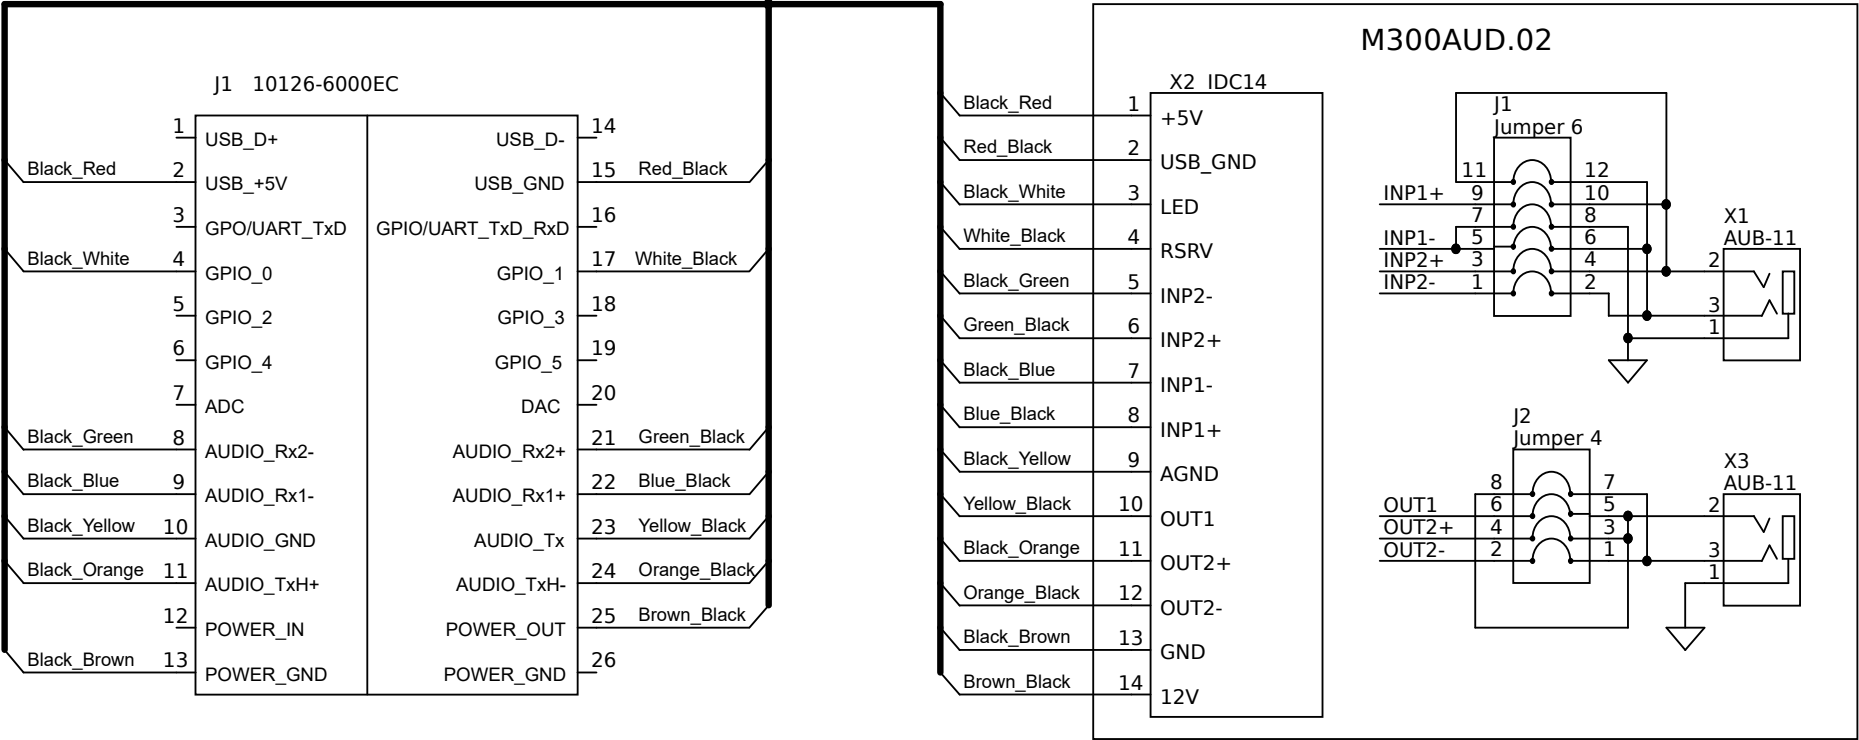 M300AUD.02
J1 10126-6000EC
1 USB_D+ USB_D- 14
Black_Red 2 USB_+5V USB_GND 15 Red_Black
3 GPO/UART_TxD GPIO/UART_TxD_RxD 16
Black_White 4 GPIO_0 GPIO_1 17 White_Black
5 GPIO_2 GPIO_3 18
6 GPIO_4 GPIO_5 19
7 ADC DAC 20
Black_Green 8 AUDIO_Rx2- AUDIO_Rx2+ 21 Green_Black
Black_Blue 9 AUDIO_Rx1- AUDIO_Rx1+ 22 Blue_Black
Black_Yellow 10 AUDIO_GND AUDIO_Tx 23 Yellow_Black
Black_Orange 11 AUDIO_TxH+ AUDIO_TxH- 24 Orange_Black
12 POWER_IN POWER_OUT 25 Brown_Black
Black_Brown 13 POWER_GND POWER_GND 26
X2 IDC14
Black_Red 1 +5V
Red_Black 2 USB_GND
Black_White 3 LED
White_Black 4 RSRV
Black_Green 5 INP2-
Green_Black 6 INP2+
Black_Blue 7 INP1-
Blue_Black 8 INP1+
Black_Yellow 9 AGND
Yellow_Black 10 OUT1
Black_Orange 11 OUT2+
Orange_Black 12 OUT2-
Black_Brown 13 GND
Brown_Black 14 12V
J1
Jumper 6
11 12
INP1+ 9 10
7 8
INP1- 5 6
INP2+ 3 4
INP2- 1 2
X1
AUB-11
2
3
1
J2
Jumper 4
8 7
OUT1 6 5
OUT2+ 4 3
OUT2- 2 1
X3
AUB-11
2
3
1